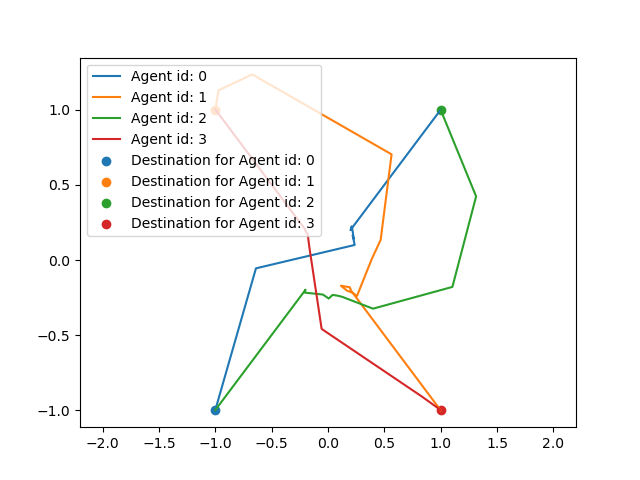 Agent id: 0
Agent id: 1
Agent id: 2
Agent id: 3
Destination for Agent id: 0
Destination for Agent id: 1
Destination for Agent id: 2
Destination for Agent id: 3
1.0
0.5
0.0
−0.5
−1.0
−2.0 −1.5 −1.0 −0.5 0.0 0.5 1.0 1.5 2.0